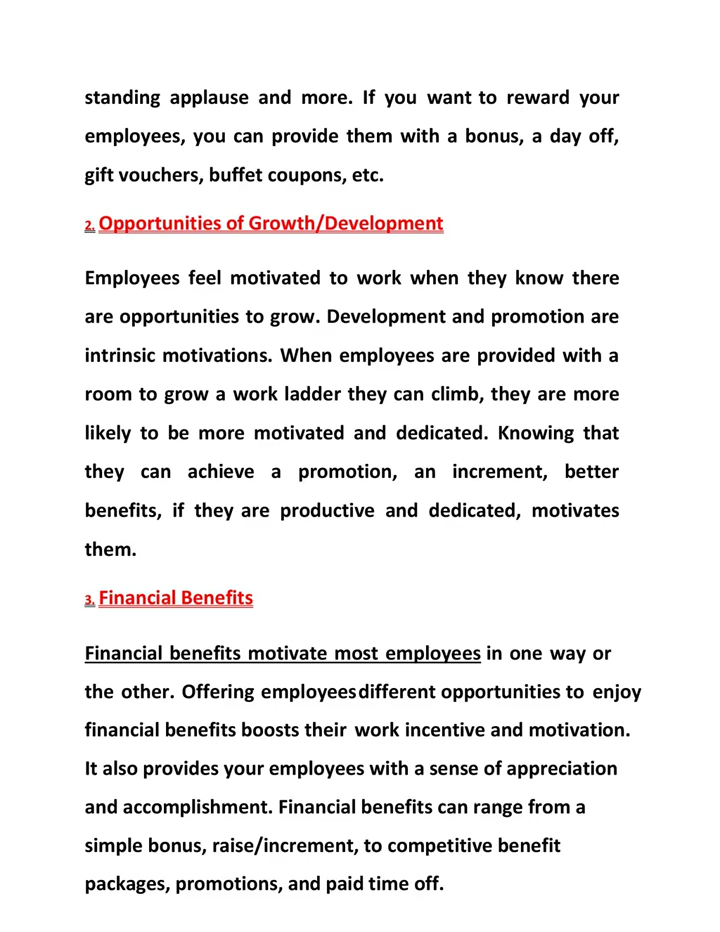 standing applause and more. If you want to reward your
employees, you can provide them with a bonus, a day off,
gift vouchers, buffet coupons, etc.
2. Opportunities of Growth/Development
Employees feel motivated to work when they know there
are opportunities to grow. Development and promotion are
intrinsic motivations. When employees are provided with a
room to grow a work ladder they can climb, they are more
likely to be more motivated and dedicated. Knowing that
they can achieve a promotion, an increment, better
benefits, if they are productive and dedicated, motivates
them.
3. Financial Benefits
Financial benefits motivate most employees in one way or
the other. Offering employeesdifferent opportunities to enjoy
financial benefits boosts their work incentive and motivation.
It also provides your employees with a sense of appreciation
and accomplishment. Financial benefits can range from a
simple bonus, raise/increment, to competitive benefit
packages, promotions, and paid time off.